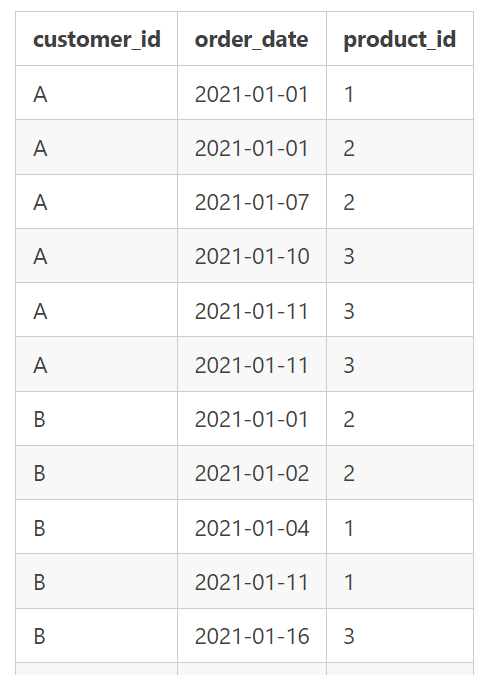 customer_id order_date product_id
A 2021-01-01 1
A 2021-01-01 2
A 2021-01-07 2
A 2021-01-10 3
A 2021-01-11 3
A 2021-01-11 3
B 2021-01-01 2
B 2021-01-02 2
B 2021-01-04 1
B 2021-01-11 1
B 2021-01-16 3